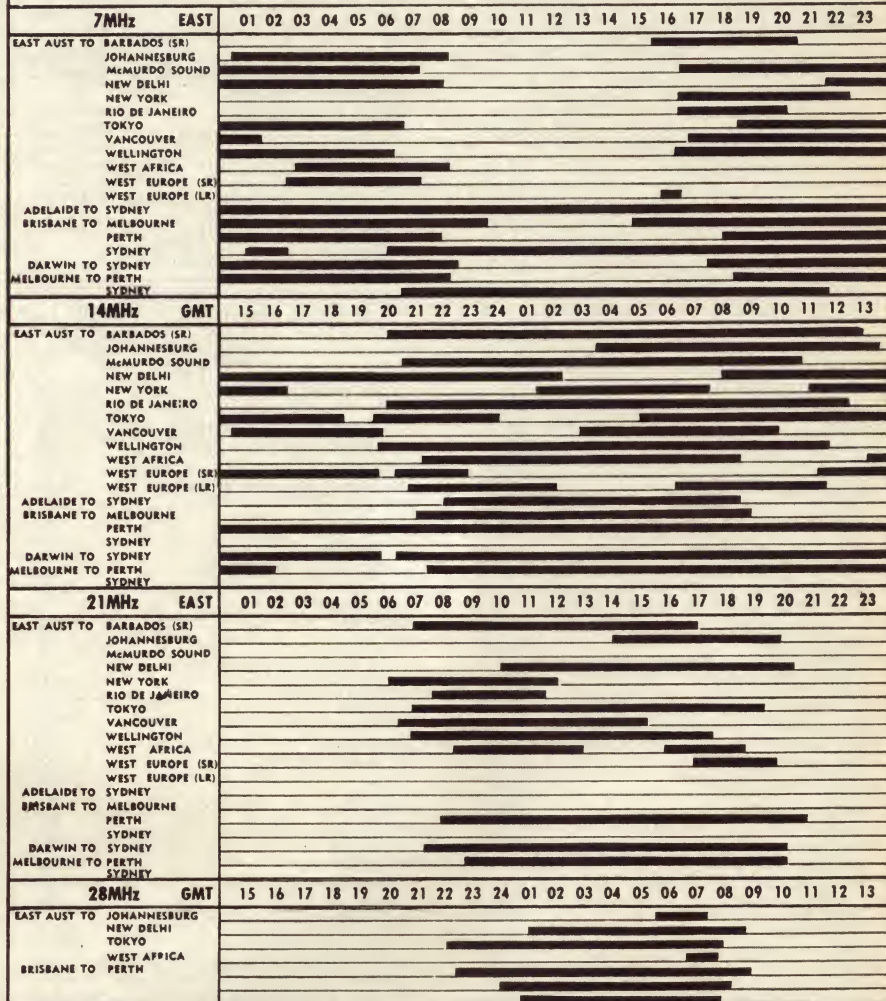 7MHz EAST 01 02 03 04 05 06 07 08 09 10 11 12 13 14 15 16 17 18 19 20 21 22 23
EAST AUST TO BARBADOS (SR)
JOHANNESBURG
McMURDO SOUND
NEW DELHI
NEW YORK
RIO DE JANEIRO
TOKYO
VANCOUVER
WELLINGTON
WEST AFRICA
WEST EUROPE (SR)
WEST EUROPE (LR)
ADELAIDE TO SYDNEY
BRISBANE TO MELBOURNE
PERTH
SYDNEY
DARWIN TO SYDNEY
MELBOURNE TO PERTH
SYDNEY
14MHz GMT 15 16 17 18 19 20 21 22 23 24 01 02 03 04 05 06 07 08 09 10 11 12 13
EAST AUST TO BARBADOS (SR)
JOHANNESBURG
McMURDO SOUND
NEW DELHI
NEW YORK
RIO DE JANEIRO
TOKYO
VANCOUVER
WELLINGTON
WEST AFRICA
WEST EUROPE (SR)
WEST EUROPE (LR)
ADELAIDE TO SYDNEY
BRISBANE TO MELBOURNE
PERTH
SYDNEY
DARWIN TO SYDNEY
MELBOURNE TO PERTH
SYDNEY
21MHz EAST 01 02 03 04 05 06 07 08 09 10 11 12 13 14 15 16 17 18 19 20 21 22 23
EAST AUST TO BARBADOS (SR)
JOHANNESBURG
McMURDO SOUND
NEW DELHI
NEW YORK
RIO DE JANEIRO
TOKYO
VANCOUVER
WELLINGTON
WEST AFRICA
WEST EUROPE (SR)
WEST EUROPE (LR)
ADELAIDE TO SYDNEY
BRISBANE TO MELBOURNE
PERTH
SYDNEY
DARWIN TO SYDNEY
MELBOURNE TO PERTH
SYDNEY
28MHz GMT 15 16 17 18 19 20 21 22 23 24 01 02 03 04 05 06 07 08 09 10 11 12 13
EAST AUST TO JOHANNESBURG
NEW DELHI
TOKYO
WEST AFRICA
BRISBANE TO PERTH